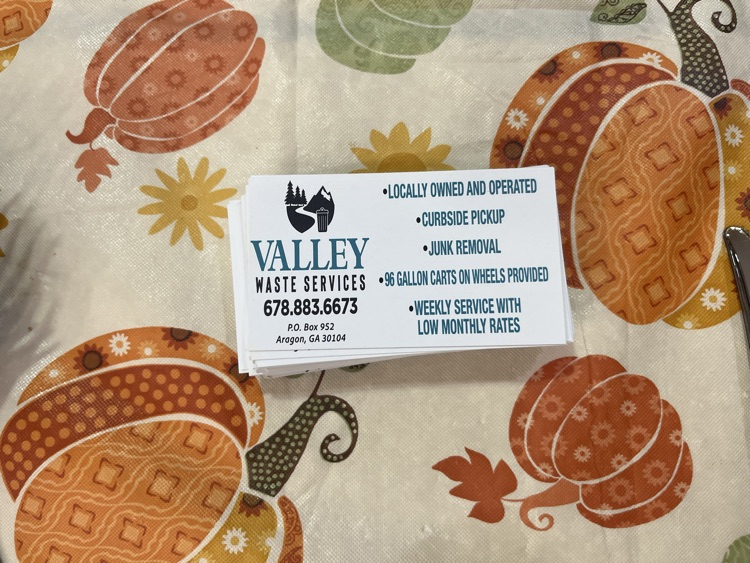 VALLEY
WASTE SERVICES
678.883.6673
P.O. Box 952
Aragon, GA 30104
•LOCALLY OWNED AND OPERATED
•CURBSIDE PICKUP
•JUNK REMOVAL
•96 GALLON CARTS ON WHEELS PROVIDED
•WEEKLY SERVICE WITH
LOW MONTHLY RATES